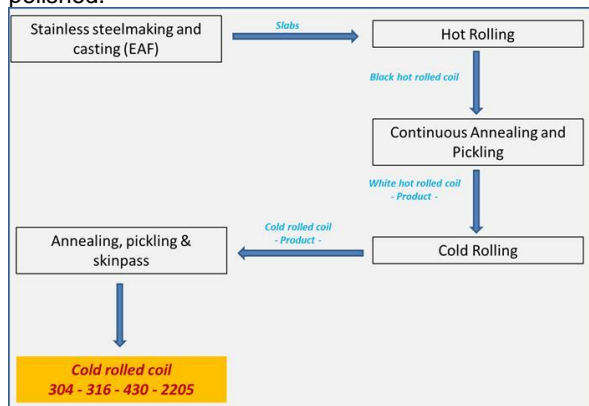 polished.
Stainless steelmaking and
casting (EAF)
Slabs
Hot Rolling
Black hot rolled coil
Continuous Annealing and
Pickling
White hot rolled coil
- Product -
Cold Rolling
Cold rolled coil
- Product -
Annealing, pickling &
skinpass
Cold rolled coil
304 - 316 - 430 - 2205